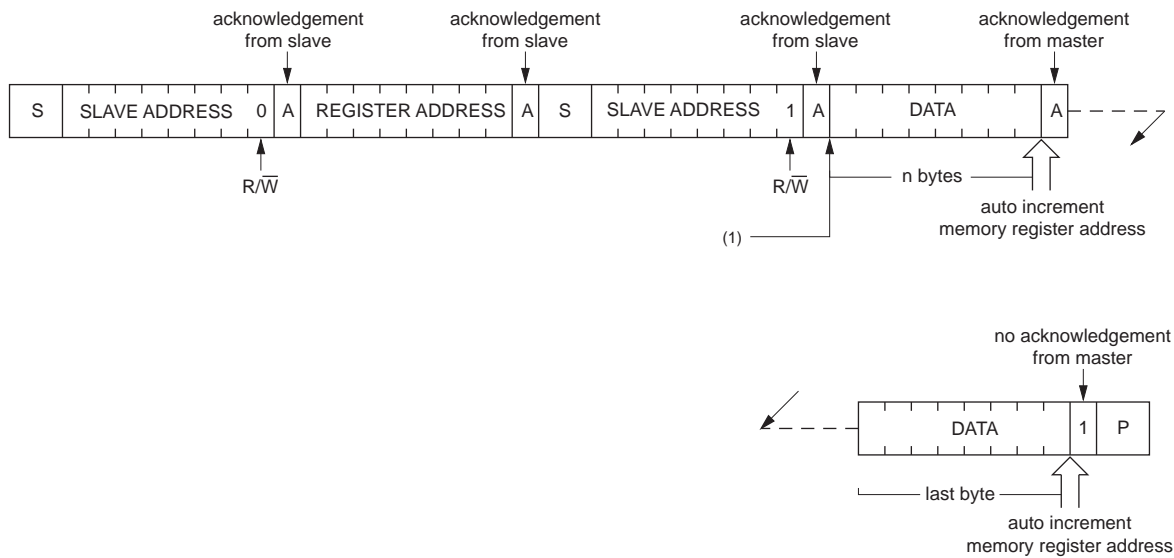 acknowledgement
from slave
acknowledgement
from slave
acknowledgement
from slave
acknowledgement
from master
S SLAVE ADDRESS 0 A REGISTER ADDRESS A S SLAVE ADDRESS 1 A DATA A
R/W̅
R/W̅
n bytes
auto increment
memory register address
(1)
no acknowledgement
from master
DATA 1 P
last byte
auto increment
memory register address